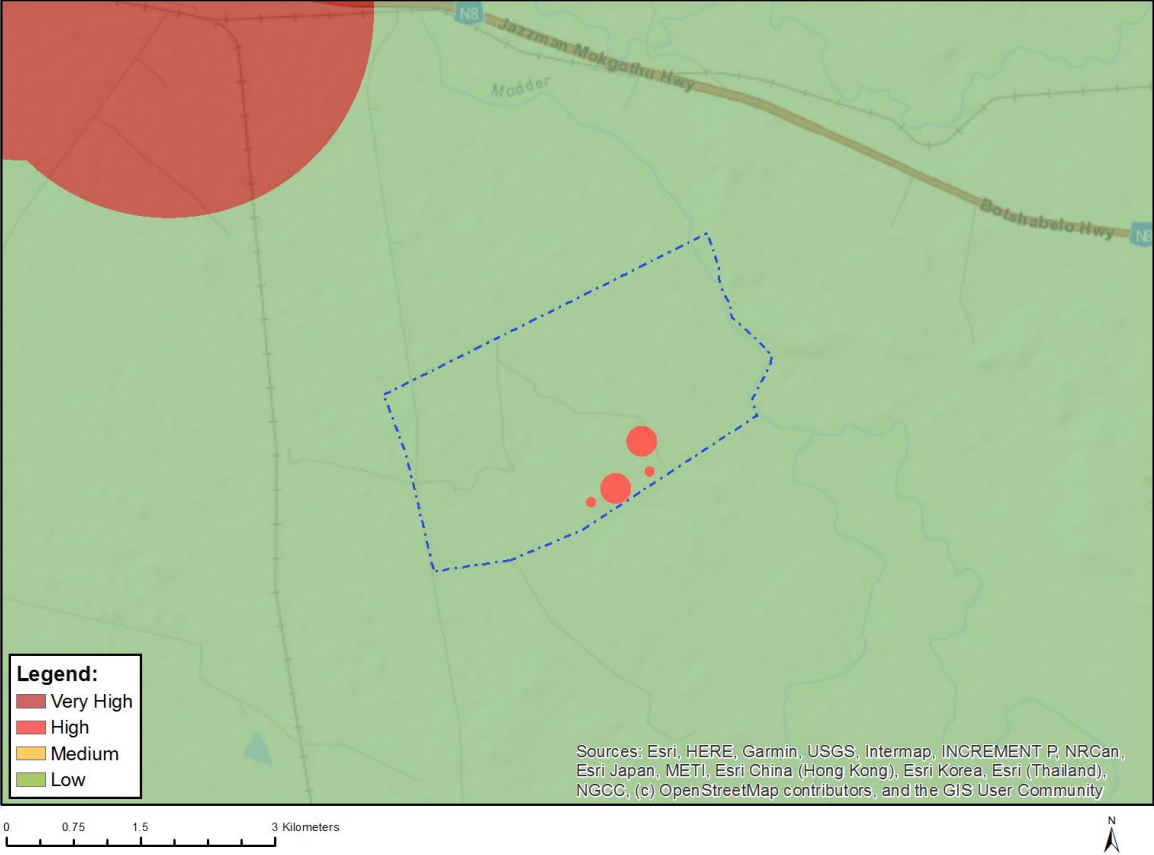 N8
Jazzman Mokgothu Hwy
Modder
Botshabelo Hwy
N8
Legend:
Very High
High
Medium
Low
Sources: Esri, HERE, Garmin, USGS, Intermap, INCREMENT P, NRCan,
Esri Japan, METI, Esri China (Hong Kong), Esri Korea, Esri (Thailand),
NGCC, (c) OpenStreetMap contributors, and the GIS User Community
0 0.75 1.5 3 Kilometers
N